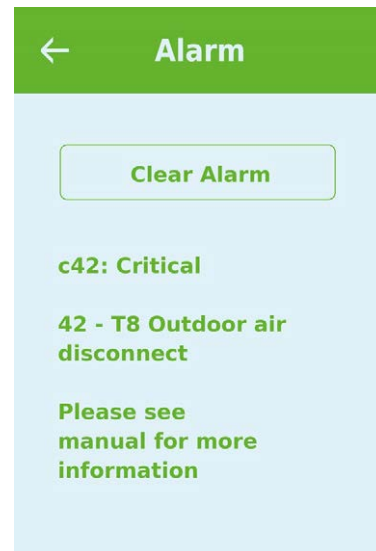 Alarm
Clear Alarm
c42: Critical
42 - T8 Outdoor air
disconnect
Please see
manual for more
information